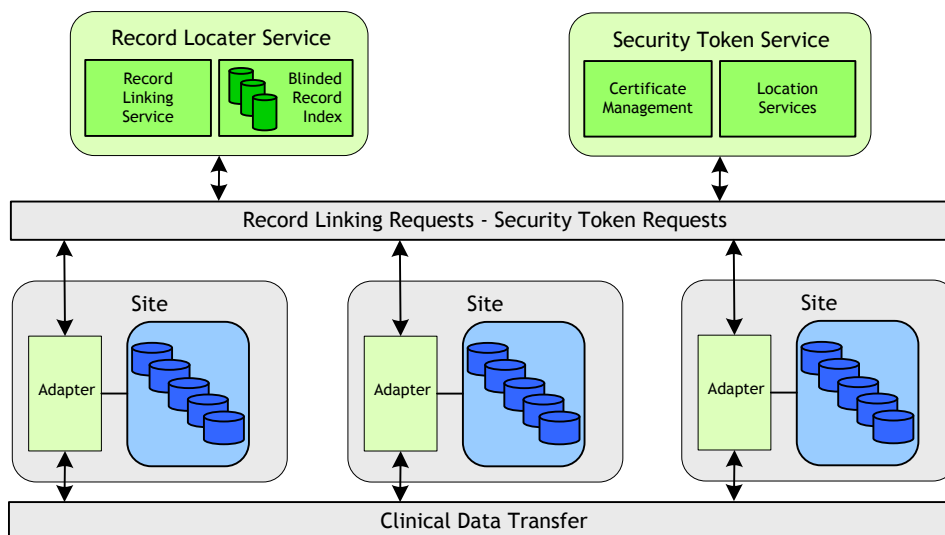 Record Locater Service
Record
Linking
Service
Blinded
Record
Index
Security Token Service
Certificate
Management
Location
Services
Record Linking Requests - Security Token Requests
Site
Adapter
Site
Adapter
Site
Adapter
Clinical Data Transfer